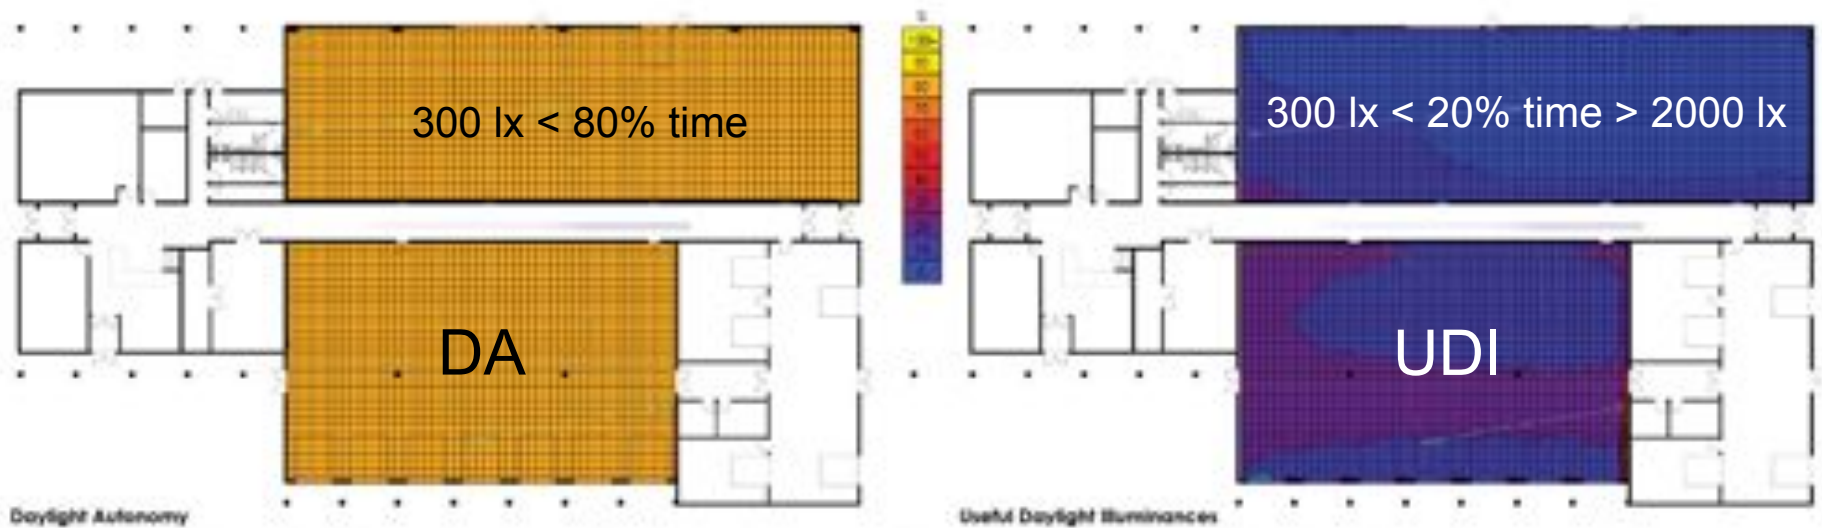 300 lx < 80% time
DA
Daylight Autonomy
300 lx < 20% time > 2000 lx
UDI
Useful Daylight Illuminances